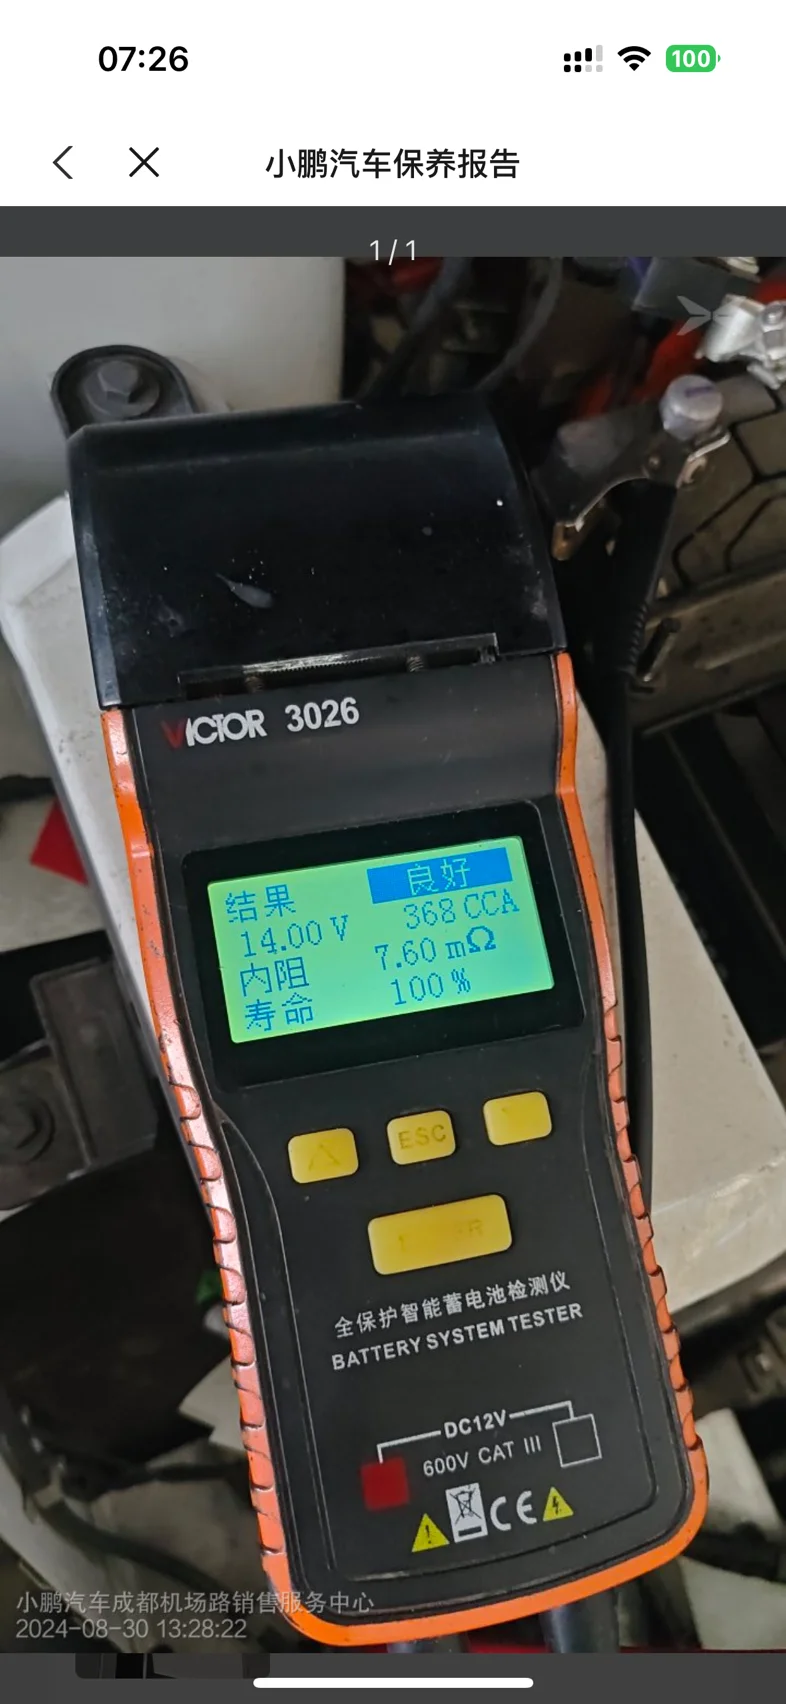 07:26
100
小鹏汽车保养报告
1/1
VICTOR 3026
结果 良好
14.00 V 368 CCA
内阻 7.60 mΩ
寿命 100 %
ESC
全保护智能蓄电池检测仪
BATTERY SYSTEM TESTER
DC12V
600V CAT III
CE
小鹏汽车成都机场路销售服务中心
2024-08-30 13:28:22